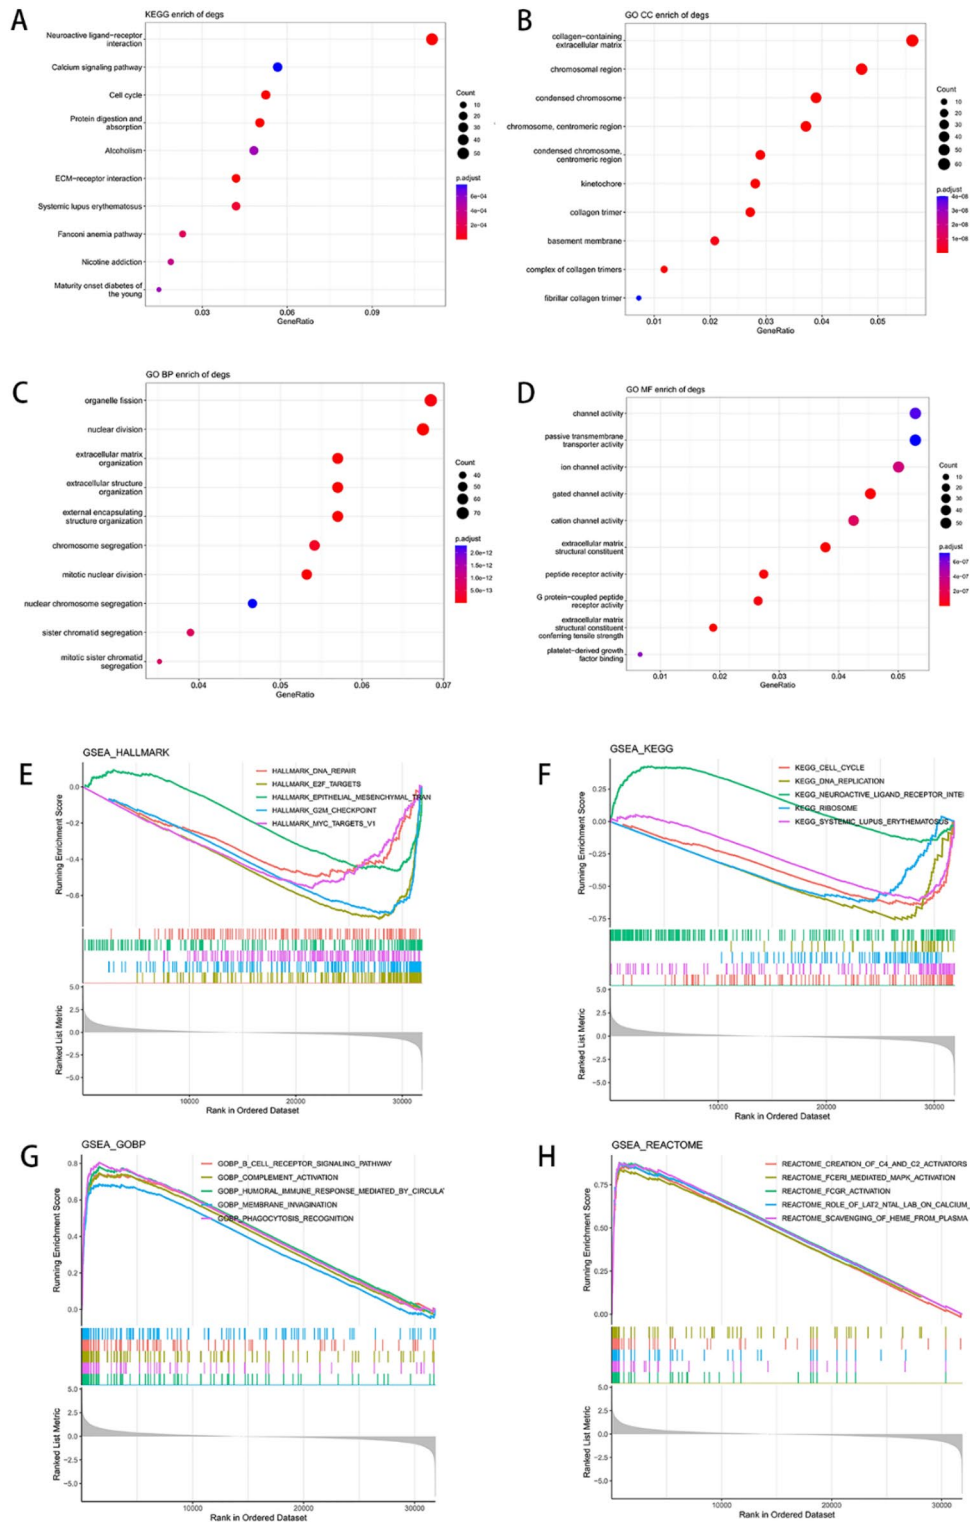 A
KEGG enrich of degs
Neuroactive ligand-receptor
interaction
Calcium signaling pathway
Cell cycle
Protein digestion and
absorption
Alcoholism
ECM-receptor interaction
Systemic lupus erythematosus
Fanconi anemia pathway
Nicotine addiction
Maturity onset diabetes of
the young
0.03 0.06 0.09
GeneRatio
Count
10
20
30
40
50
p.adjust
6e-04
4e-04
2e-04
B
GO CC enrich of degs
collagen-containing
extracellular matrix
chromosomal region
condensed chromosome
chromosome, centromeric region
condensed chromosome,
centromeric region
kinetochore
collagen trimer
basement membrane
complex of collagen trimers
fibrillar collagen trimer
0.01 0.02 0.03 0.04 0.05
GeneRatio
Count
10
20
30
40
50
60
p.adjust
4e-08
3e-08
2e-08
1e-08
C
GO BP enrich of degs
organelle fission
nuclear division
extracellular matrix
organization
extracellular structure
organization
external encapsulating
structure organization
chromosome segregation
mitotic nuclear division
nuclear chromosome segregation
sister chromatid segregation
mitotic sister chromatid
segregation
0.04 0.05 0.06 0.07
GeneRatio
Count
40
50
60
70
p.adjust
2.0e-12
1.5e-12
1.0e-12
5.0e-13
D
GO MF enrich of degs
channel activity
passive transmembrane
transporter activity
ion channel activity
gated channel activity
cation channel activity
extracellular matrix
structural constituent
peptide receptor activity
G protein-coupled peptide
receptor activity
extracellular matrix
structural constituent
conferring tensile strength
platelet-derived growth
factor binding
0.01 0.02 0.03 0.04 0.05
GeneRatio
Count
10
20
30
40
50
p.adjust
6e-07
4e-07
2e-07
E
GSEA_HALLMARK
HALLMARK_DNA_REPAIR
HALLMARK_E2F_TARGETS
HALLMARK_EPITHELIAL_MESENCHYMAL_TRAN
HALLMARK_G2M_CHECKPOINT
HALLMARK_MYC_TARGETS_V1
Running Enrichment Score
0.0
-0.2
-0.4
-0.6
Ranked List Metric
5.0
2.5
0.0
-2.5
-5.0
10000 20000 30000
Rank in Ordered Dataset
F
GSEA_KEGG
KEGG_CELL_CYCLE
KEGG_DNA_REPLICATION
KEGG_NEUROACTIVE_LIGAND_RECEPTOR_INTE
KEGG_RIBOSOME
KEGG_SYSTEMIC_LUPUS_ERYTHEMATOSUS
Running Enrichment Score
0.25
0.00
-0.25
-0.50
-0.75
Ranked List Metric
5.0
2.5
0.0
-2.5
-5.0
10000 20000 30000
Rank in Ordered Dataset
G
GSEA_GOBP
GOBP_B_CELL_RECEPTOR_SIGNALING_PATHWAY
GOBP_COMPLEMENT_ACTIVATION
GOBP_HUMORAL_IMMUNE_RESPONSE_MEDIATED_BY_CIRCULA
GOBP_MEMBRANE_INVAGINATION
GOBP_PHAGOCYTOSIS_RECOGNITION
Running Enrichment Score
0.8
0.6
0.4
0.2
0.0
Ranked List Metric
5.0
2.5
0.0
-2.5
-5.0
10000 20000 30000
Rank in Ordered Dataset
H
GSEA_REACTOME
REACTOME_CREATION_OF_C4_AND_C2_ACTIVATORS
REACTOME_FCERI_MEDIATED_MAPK_ACTIVATION
REACTOME_FCGR_ACTIVATION
REACTOME_ROLE_OF_LAT2_NTAL_LAB_ON_CALCIUM_
REACTOME_SCAVENGING_OF_HEME_FROM_PLASMA
Running Enrichment Score
0.75
0.50
0.25
0.00
Ranked List Metric
5.0
2.5
0.0
-2.5
-5.0
10000 20000 30000
Rank in Ordered Dataset